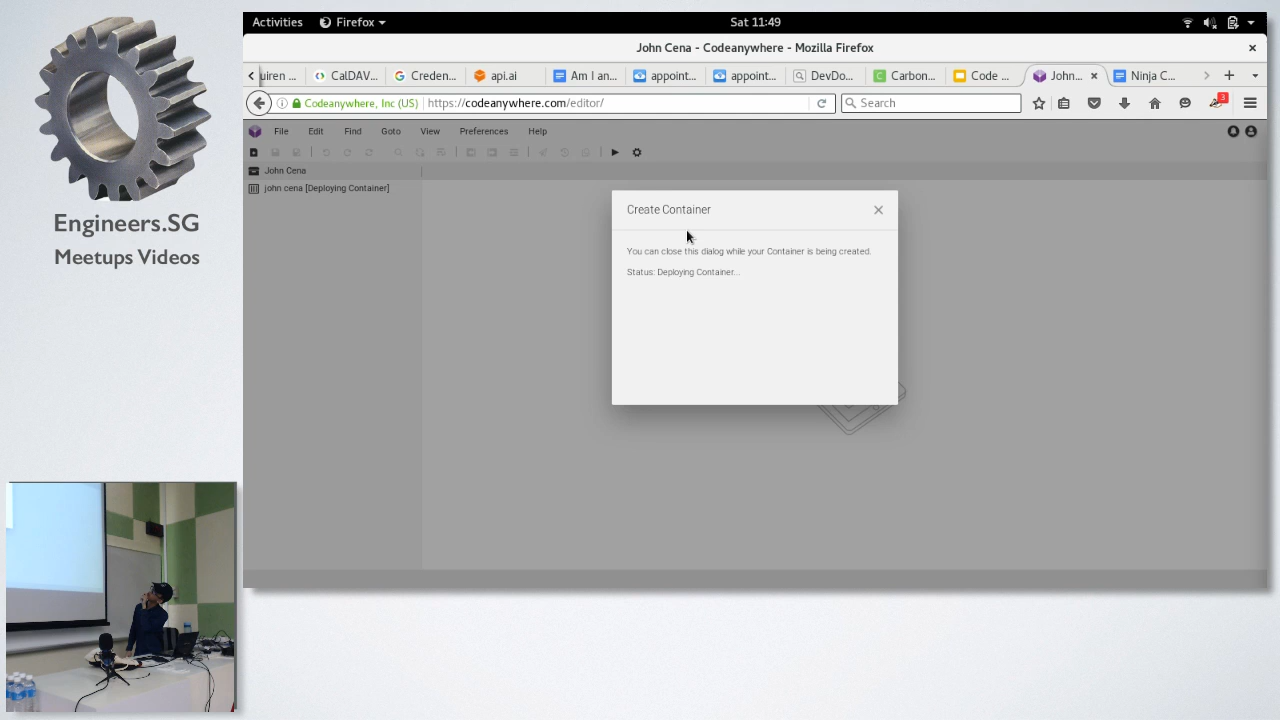 Engineers.SG
Meetups Videos
Activities Firefox Sat 11:49
John Cena - Codeanywhere - Mozilla Firefox
uiren ... CalDAV... Creden... api.ai Am I an... appoint... appoint... DevDo... Carbon... Code ... John... Ninja C...
Codeanywhere, Inc (US) https://codeanywhere.com/editor/ Search 3
File Edit Find Goto View Preferences Help
John Cena
john cena [Deploying Container]
Create Container
You can close this dialog while your Container is being created.
Status: Deploying Container...